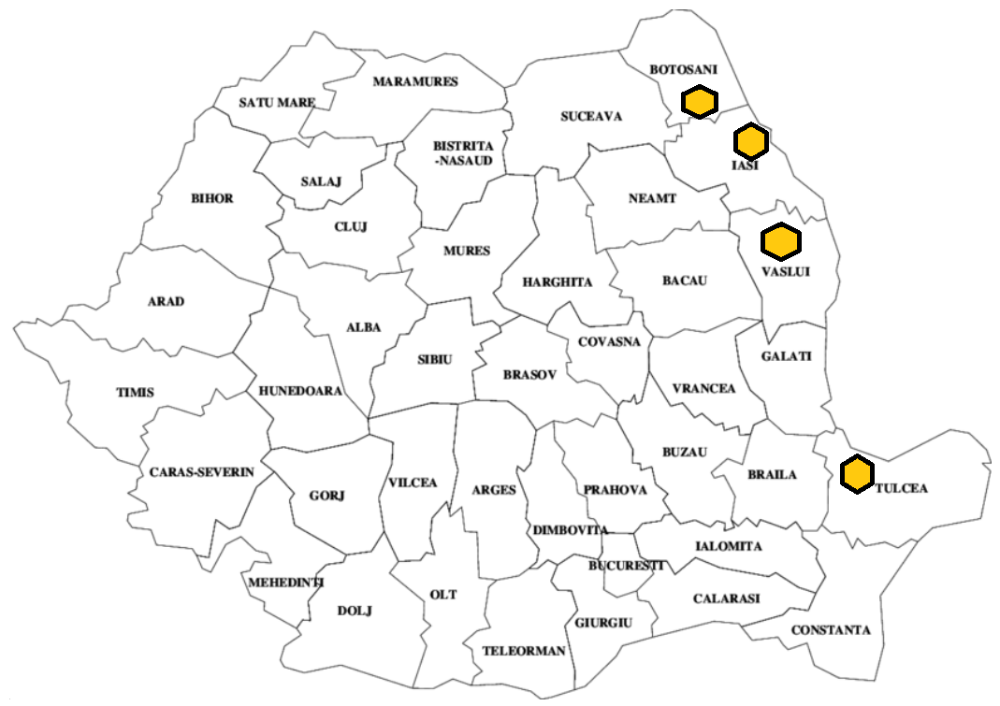 BOTOSANI
MARAMURES
SATU MARE
SUCEAVA
BISTRITA
-NASAUD
IASI
SALAJ
BIHOR
NEAMT
CLUJ
MURES
VASLUI
HARGHITA
BACAU
ARAD
ALBA
COVASNA
GALATI
SIBIU
BRASOV
VRANCEA
TIMIS
HUNEDOARA
BUZAU
CARAS-SEVERIN
BRAILA
VILCEA
ARGES
PRAHOVA
TULCEA
GORJ
DIMBOVITA
IALOMITA
BUCURESTI
MEHEDINTI
OLT
CALARASI
DOLJ
GIURGIU
CONSTANTA
TELEORMAN